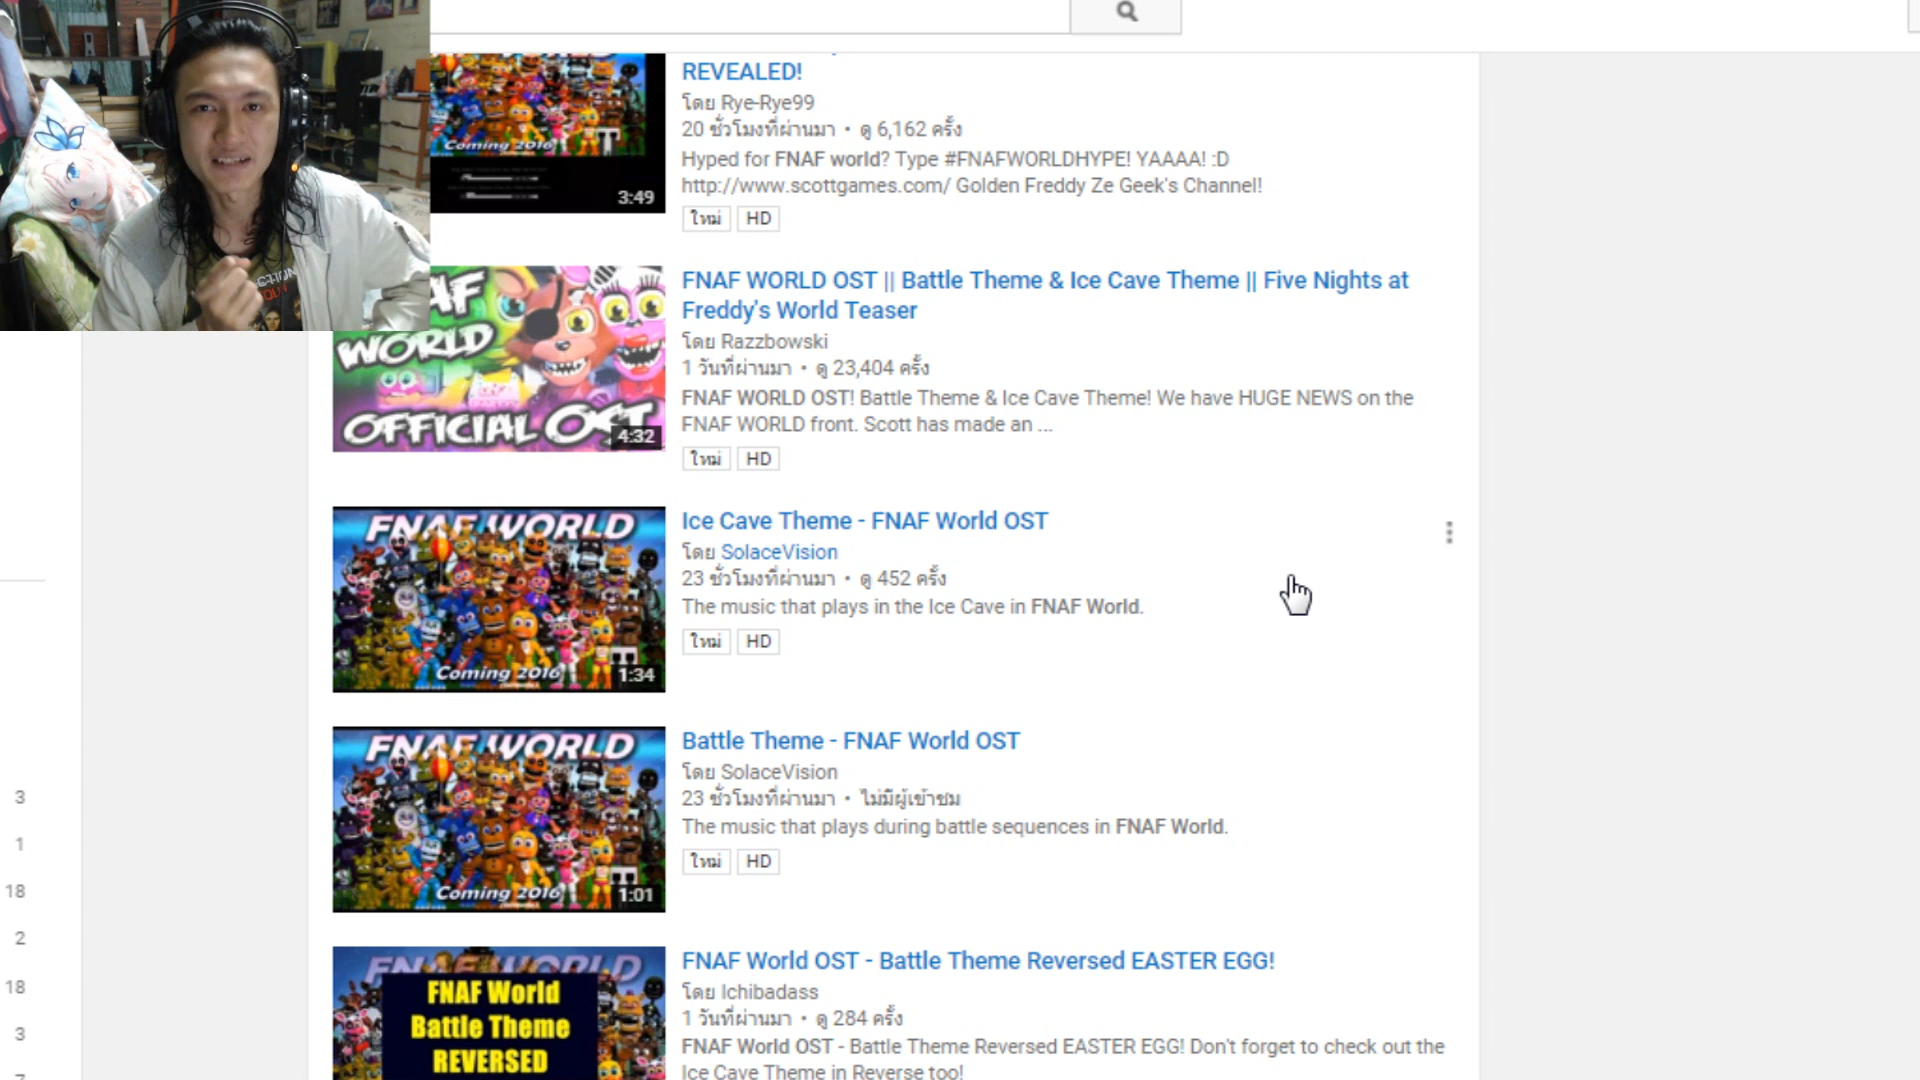 REVEALED!
โดย Rye-Rye99
20 ชั่วโมงที่ผ่านมา • ดู 6,162 ครั้ง
Hyped for FNAF world? Type #FNAFWORLDHYPE! YAAAA! :D
http://www.scottgames.com/ Golden Freddy Ze Geek's Channel!
ใหม่ HD
Coming 2016
3:49
FNAF WORLD OST || Battle Theme & Ice Cave Theme || Five Nights at
Freddy's World Teaser
โดย Razzbowski
1 วันที่ผ่านมา • ดู 23,404 ครั้ง
FNAF WORLD OST! Battle Theme & Ice Cave Theme! We have HUGE NEWS on the
FNAF WORLD front. Scott has made an ...
ใหม่ HD
WORLD
OFFICIAL OST
4:32
Ice Cave Theme - FNAF World OST
โดย SolaceVision
23 ชั่วโมงที่ผ่านมา • ดู 452 ครั้ง
The music that plays in the Ice Cave in FNAF World.
ใหม่ HD
FNAF WORLD
Coming 2016
1:34
Battle Theme - FNAF World OST
โดย SolaceVision
23 ชั่วโมงที่ผ่านมา • ไม่มีผู้เข้าชม
The music that plays during battle sequences in FNAF World.
ใหม่ HD
FNAF WORLD
Coming 2016
1:01
FNAF World OST - Battle Theme Reversed EASTER EGG!
โดย Ichibadass
1 วันที่ผ่านมา • ดู 284 ครั้ง
FNAF World OST - Battle Theme Reversed EASTER EGG! Don't forget to check out the
Ice Cave Theme in Reverse too!
FNAF WORLD
FNAF World
Battle Theme
REVERSED
3
1
18
2
18
3